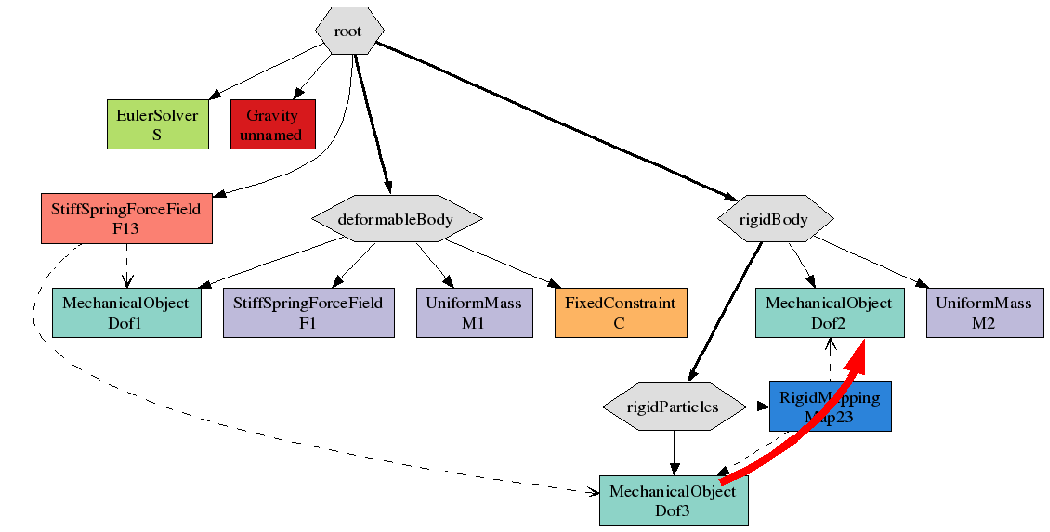 root
EulerSolver
S
Gravity
unnamed
StiffSpringForceField
F13
deformableBody
rigidBody
MechanicalObject
Dof1
StiffSpringForceField
F1
UniformMass
M1
FixedConstraint
C
MechanicalObject
Dof2
UniformMass
M2
rigidParticles
RigidMapping
Map23
MechanicalObject
Dof3